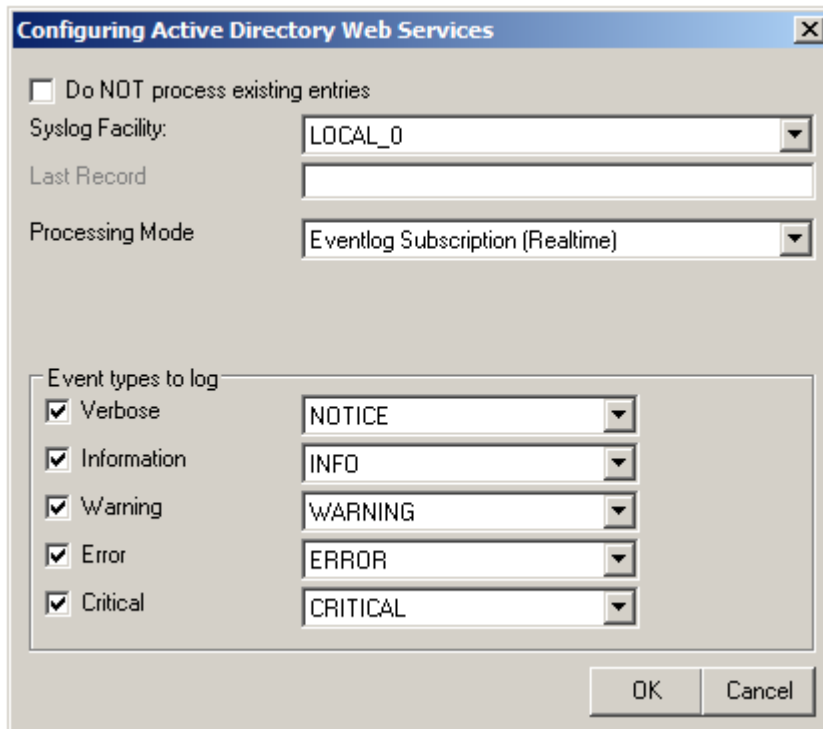 Configuring Active Directory Web Services
Do NOT process existing entries
Syslog Facility: LOCAL_0
Last Record
Processing Mode Eventlog Subscription (Realtime)
Event types to log
Verbose NOTICE
Information INFO
Warning WARNING
Error ERROR
Critical CRITICAL
OK Cancel